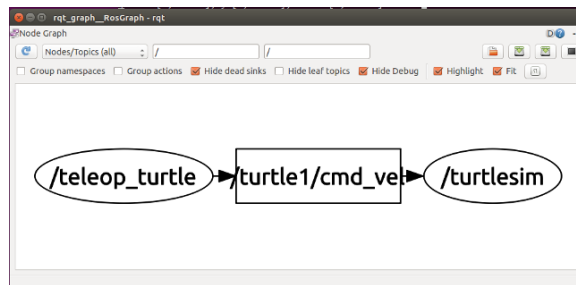 rqt_graph__RosGraph - rqt
Node Graph
Nodes/Topics (all) / /
Group namespaces Group actions Hide dead sinks Hide leaf topics Hide Debug Highlight Fit
/teleop_turtle /turtle1/cmd_vel /turtlesim